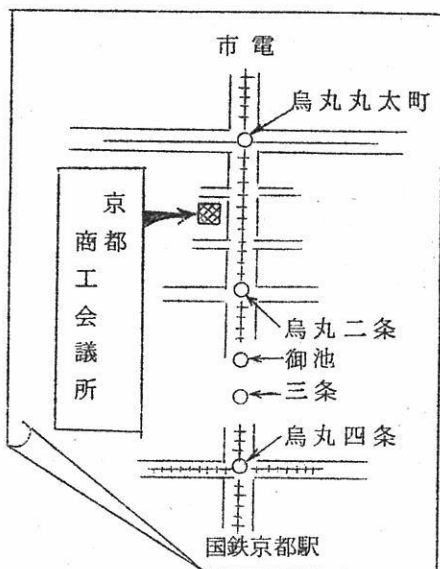 市電
烏丸丸太町
京都
商工会議所
烏丸二条
御池
三条
烏丸四条
国鉄京都駅